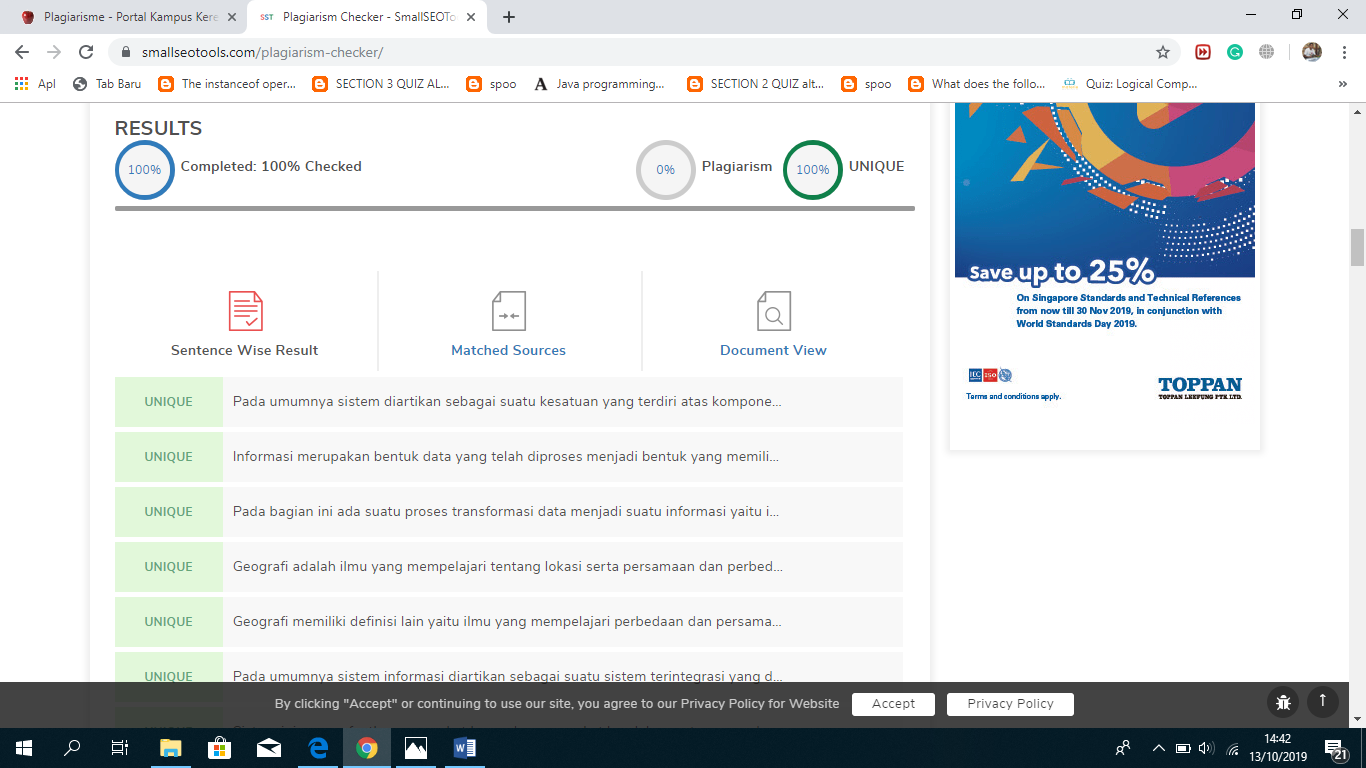 Plagiarisme - Portal Kampus Kere
SST Plagiarism Checker - SmallSEOTo
smallseotools.com/plagiarism-checker/
Apl Tab Baru The instanceof oper... SECTION 3 QUIZ AL... spoo Java programming... SECTION 2 QUIZ alt... spoo What does the follo... Quiz: Logical Comp... »
RESULTS
100% Completed: 100% Checked 0% Plagiarism 100% UNIQUE
Sentence Wise Result Matched Sources Document View
UNIQUE Pada umumnya sistem diartikan sebagai suatu kesatuan yang terdiri atas kompone...
UNIQUE Informasi merupakan bentuk data yang telah diproses menjadi bentuk yang memili...
UNIQUE Pada bagian ini ada suatu proses transformasi data menjadi suatu informasi yaitu i...
UNIQUE Geografi adalah ilmu yang mempelajari tentang lokasi serta persamaan dan perbed...
UNIQUE Geografi memiliki definisi lain yaitu ilmu yang mempelajari perbedaan dan persama...
UNIQUE Pada umumnya sistem informasi diartikan sebagai suatu sistem terintegrasi yang d...
Save up to 25%
On Singapore Standards and Technical References
from now till 30 Nov 2019, in conjunction with
World Standards Day 2019.
IEC ISO
TOPPAN
TOPPAN LEEFUNG PTE. LTD.
Terms and conditions apply.
By clicking "Accept" or continuing to use our site, you agree to our Privacy Policy for Website Accept Privacy Policy
14:42
13/10/2019
21